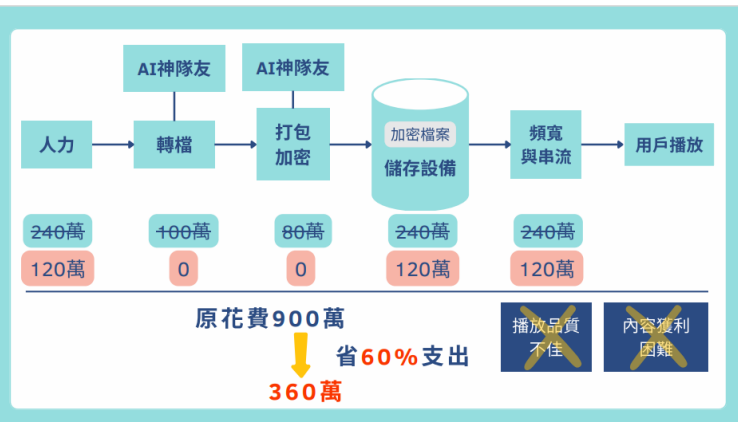 AI神隊友
AI神隊友
人力
轉檔
打包
加密
加密檔案
儲存設備
頻寬
與串流
用戶播放
240萬
100萬
80萬
240萬
240萬
120萬
0
0
120萬
120萬
原花費900萬
省60%支出
360萬
播放品質
不佳
內容獲利
困難